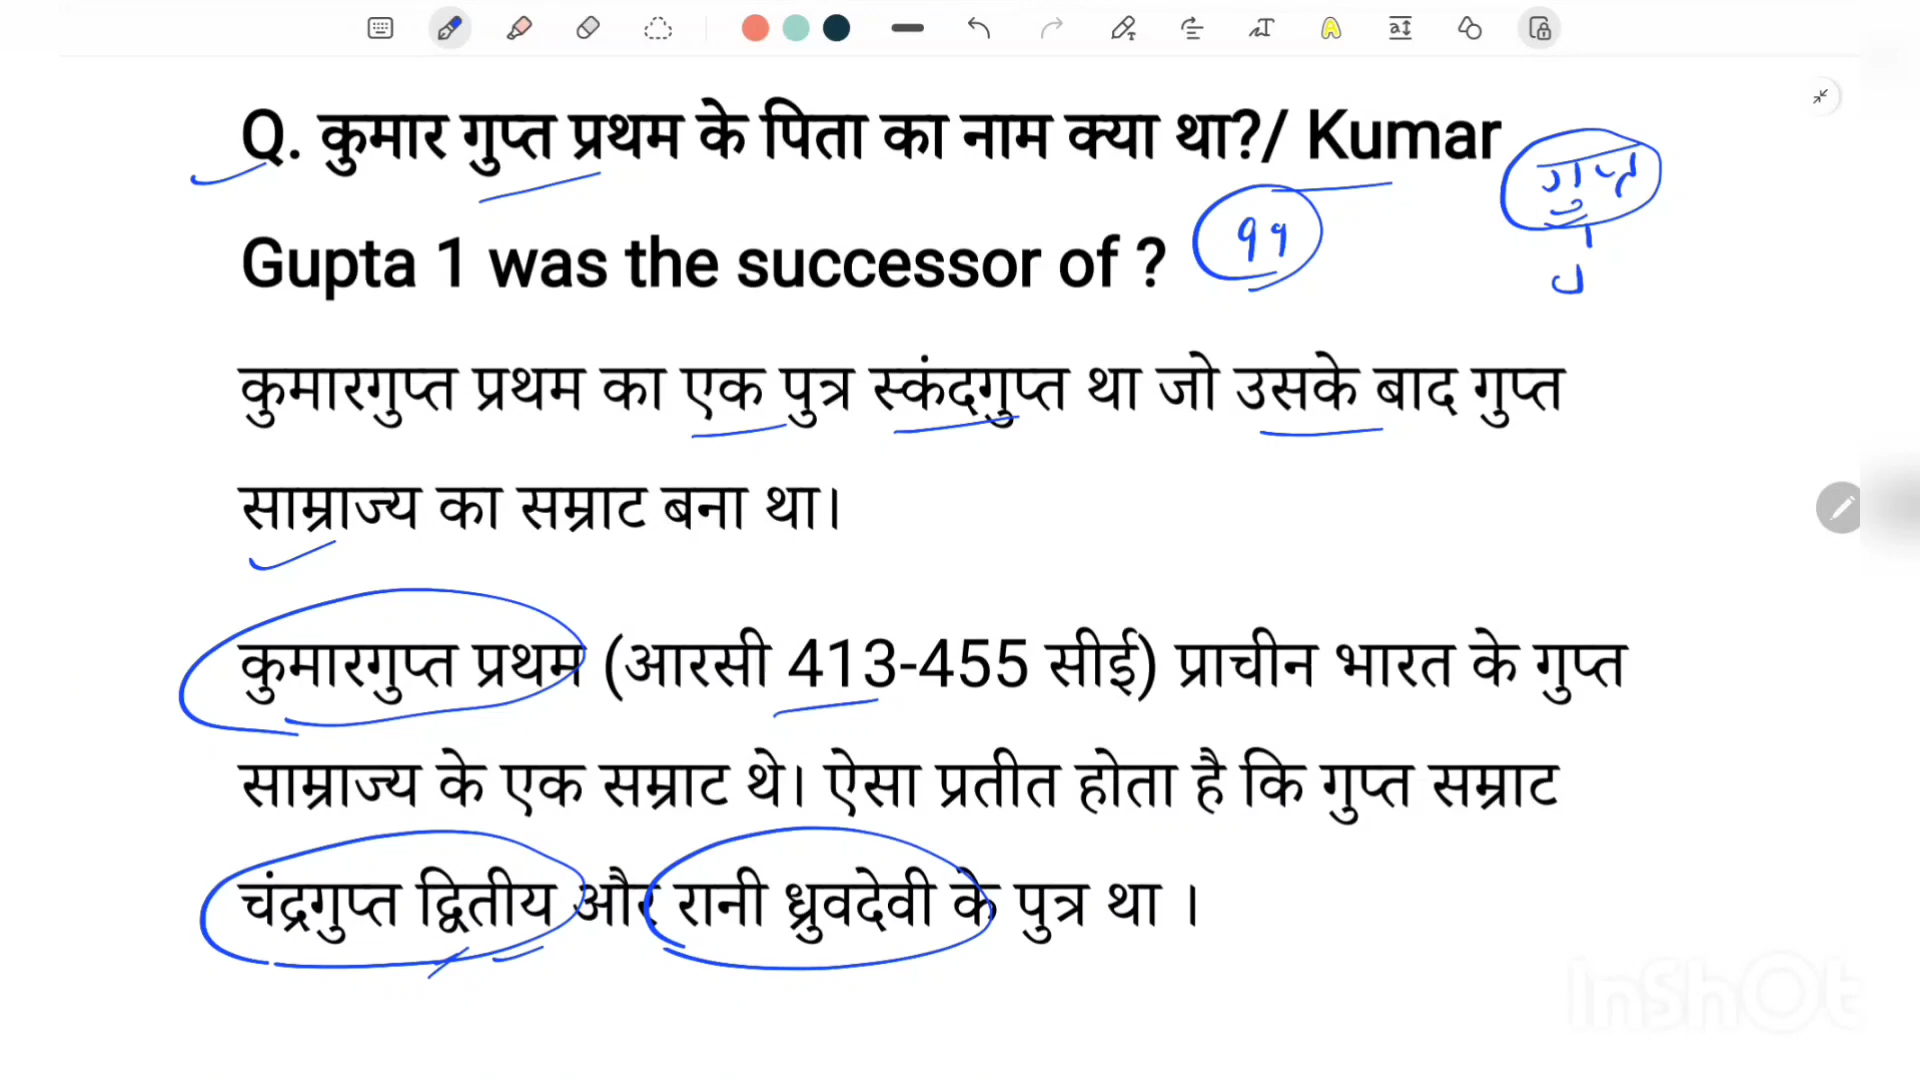 Q. कुमार गुप्त प्रथम के पिता का नाम क्या था?/ Kumar
गुप्त
Gupta 1 was the successor of ?
कुमारगुप्त प्रथम का एक पुत्र स्कंदगुप्त था जो उसके बाद गुप्त
साम्राज्य का सम्राट बना था।
कुमारगुप्त प्रथम (आरसी 413-455 सीई) प्राचीन भारत के गुप्त
साम्राज्य के एक सम्राट थे। ऐसा प्रतीत होता है कि गुप्त सम्राट
चंद्रगुप्त द्वितीय और रानी ध्रुवदेवी के पुत्र था ।
InShOt